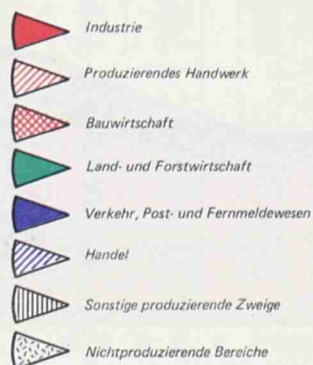 Industrie
Produzierendes Handwerk
Bauwirtschaft
Land- und Forstwirtschaft
Verkehr, Post- und Fernmeldewesen
Handel
Sonstige produzierende Zweige
Nichtproduzierende Bereiche